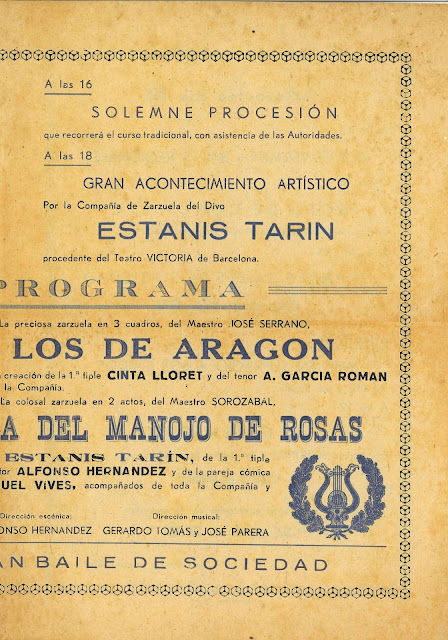 A las 16
SOLEMNE PROCESIÓN
que recorrerá el curso tradicional, con asistencia de las Autoridades.
A las 18
GRAN ACONTECIMIENTO ARTÍSTICO
Por la Compañía de Zarzuela del Divo
ESTANIS TARIN
procedente del Teatro VICTORIA de Barcelona.
PROGRAMA
La preciosa zarzuela en 3 cuadros, del Maestro JOSÉ SERRANO,
LOS DE ARAGON
creación de la 1.ª tiple CINTA LLORET y del tenor A. GARCIA ROMAN
la Compañía.
La colosal zarzuela en 2 actos, del Maestro SOROZABAL,
A DEL MANOJO DE ROSAS
ESTANIS TARÍN, de la 1.ª tiple
tor ALFONSO HERNANDEZ y de la pareja cómica
UEL VIVES, acompañados de toda la Compañía y
Dirección escénica: Dirección musical:
ONSO HERNANDEZ GERARDO TOMÁS y JOSÉ PARERA
AN BAILE DE SOCIEDAD